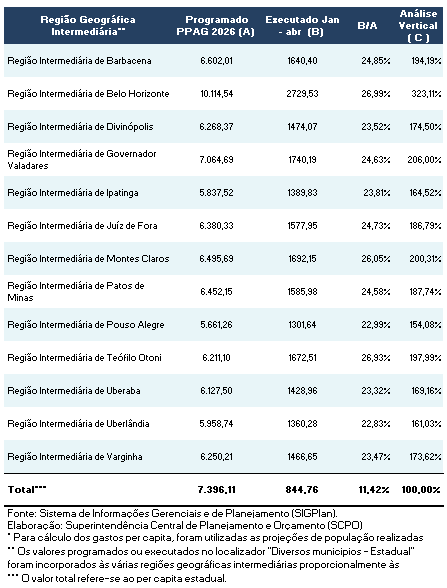 Região Geográfica Intermediária** Programado PPAG 2026 (A) Executado Jan - abr (B) B/A Análise Vertical ( C )
Região Intermediária de Barbacena 6.602,01 1640,40 24,85% 194,19%
Região Intermediária de Belo Horizonte 10.114,54 2729,53 26,99% 323,11%
Região Intermediária de Divinópolis 6.268,37 1474,07 23,52% 174,50%
Região Intermediária de Governador Valadares 7.064,69 1740,19 24,63% 206,00%
Região Intermediária de Ipatinga 5.837,52 1389,83 23,81% 164,52%
Região Intermediária de Juíz de Fora 6.380,33 1577,95 24,73% 186,79%
Região Intermediária de Montes Claros 6.495,69 1692,15 26,05% 200,31%
Região Intermediária de Patos de Minas 6.452,15 1585,98 24,58% 187,74%
Região Intermediária de Pouso Alegre 5.661,26 1301,64 22,99% 154,08%
Região Intermediária de Teófilo Otoni 6.211,10 1672,51 26,93% 197,99%
Região Intermediária de Uberaba 6.127,50 1428,96 23,32% 169,16%
Região Intermediária de Uberlândia 5.958,74 1360,28 22,83% 161,03%
Região Intermediária de Varginha 6.250,21 1466,65 23,47% 173,62%
Total*** 7.396,11 844,76 11,42% 100,00%
Fonte: Sistema de Informações Gerenciais e de Planejamento (SIGPlan).
Elaboração: Superintendência Central de Planejamento e Orçamento (SCPO)
* Para cálculo dos gastos per capita, foram utilizadas as projeções de população realizadas
** Os valores programados ou executados no localizador "Diversos municipios - Estadual"
foram incorporados às várias regiões geográficas intermediárias proporcionalmente às
*** O valor total refere-se ao per capita estadual.